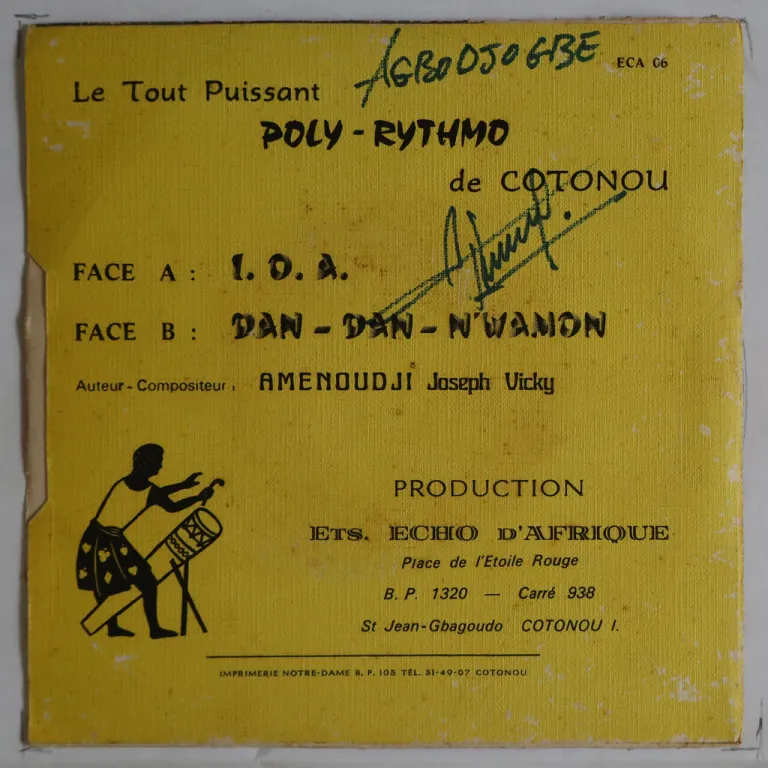 AGBODJOGBE
ECA 06
Le Tout Puissant
POLY - RYTHMO
de COTONOU
FACE A : I. O. A.
FACE B : DAN - DAN - N'WAMON
Auteur - Compositeur : AMENOUDJI Joseph Vicky
PRODUCTION
Ets. ECHO D'AFRIQUE
Place de l'Etoile Rouge
B. P. 1320 — Carré 938
St Jean-Gbagoudo COTONOU I.
IMPRIMERIE NOTRE-DAME B. P. 105 TÉL. 31-49-07 COTONOU